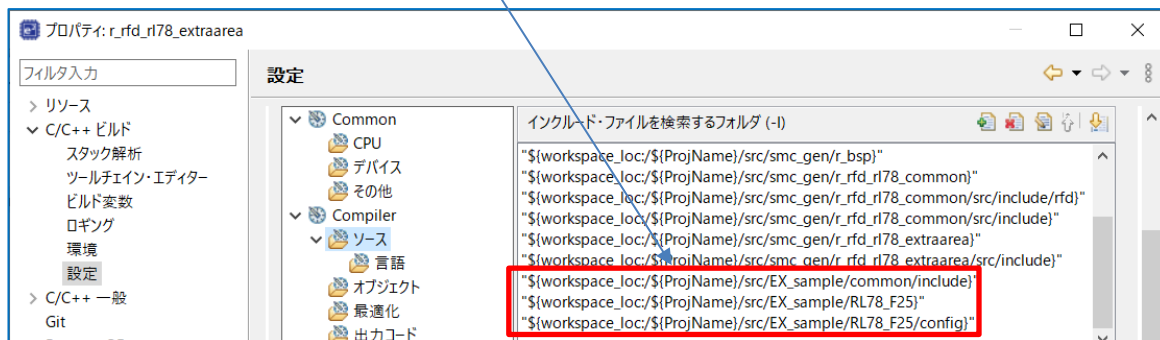 プロパティ: r_rfd_rl78_extraarea
フィルタ入力
設定
リソース
C/C++ ビルド
スタック解析
ツールチェイン・エディター
ビルド変数
ロギング
環境
設定
C/C++ 一般
Git
Common
CPU
デバイス
その他
Compiler
ソース
言語
オブジェクト
最適化
出力コード
インクルード・ファイルを検索するフォルダ (-I)
"${workspace_loc:/${ProjName}/src/smc_gen/r_bsp}"
"${workspace_loc:/${ProjName}/src/smc_gen/r_rfd_rl78_common}"
"${workspace_loc:/${ProjName}/src/smc_gen/r_rfd_rl78_common/src/include/rfd}"
"${workspace_loc:/${ProjName}/src/smc_gen/r_rfd_rl78_common/src/include}"
"${workspace_loc:/${ProjName}/src/smc_gen/r_rfd_rl78_extraarea}"
"${workspace_loc:/${ProjName}/src/smc_gen/r_rfd_rl78_extraarea/src/include}"
"${workspace_loc:/${ProjName}/src/EX_sample/common/include}"
"${workspace_loc:/${ProjName}/src/EX_sample/RL78_F25}"
"${workspace_loc:/${ProjName}/src/EX_sample/RL78_F25/config}"